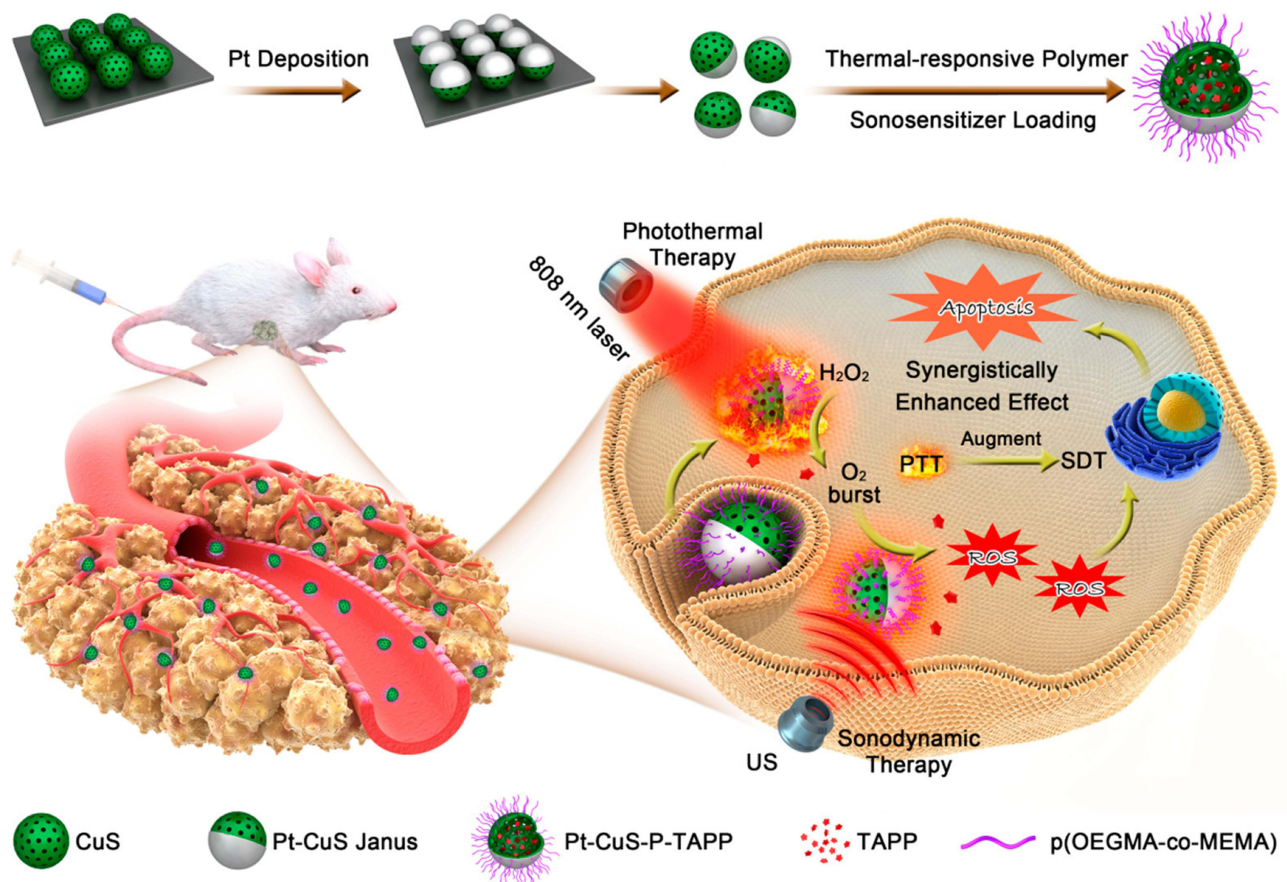 Pt Deposition
Thermal-responsive Polymer
Sonosensitizer Loading
Photothermal
Therapy
808 nm laser
H₂O₂
Apoptosis
Synergistically
Enhanced Effect
PTT
Augment
SDT
O₂
burst
ROS
ROS
US
Sonodynamic
Therapy
CuS
Pt-CuS Janus
Pt-CuS-P-TAPP
TAPP
p(OEGMA-co-MEMA)